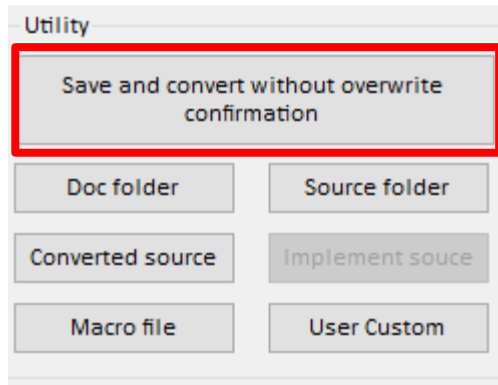 Utility
Save and convert without overwrite
confirmation
Doc folder
Source folder
Converted source
Implement souce
Macro file
User Custom